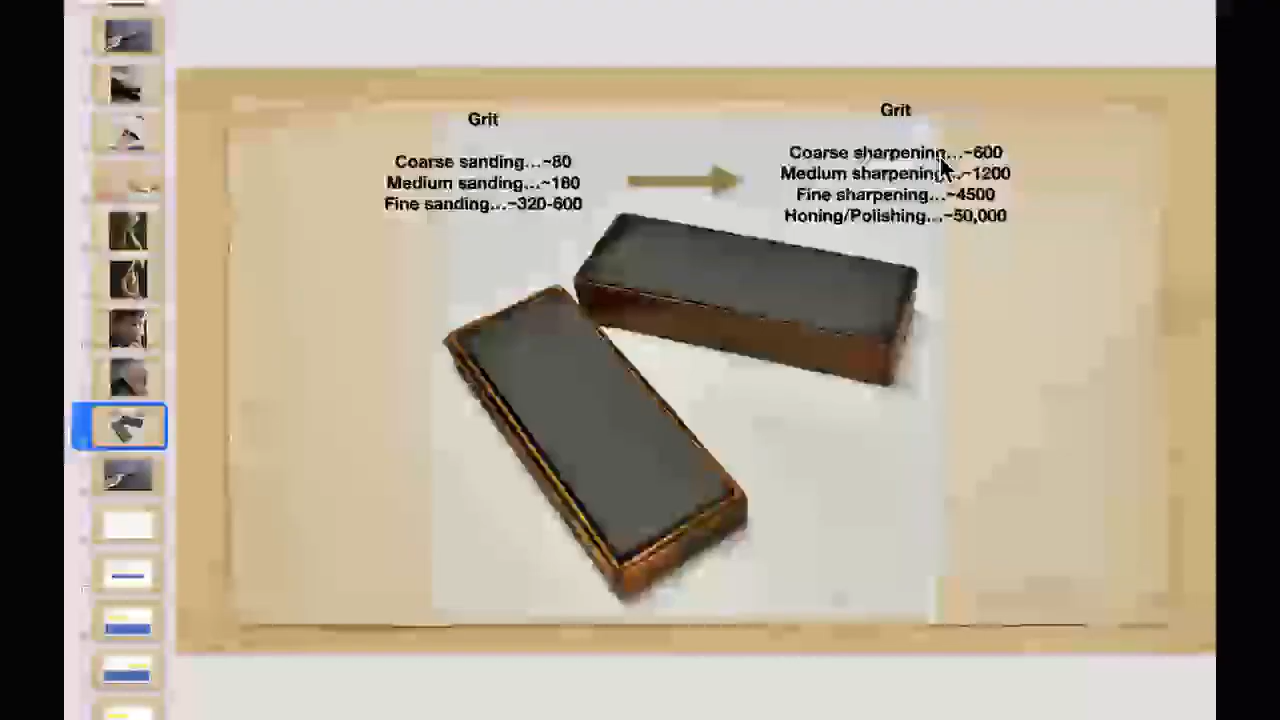 Grit
Coarse sanding...~80
Medium sanding...~180
Fine sanding...~320-600
Grit
Coarse sharpening...~600
Medium sharpening...~1200
Fine sharpening...~4500
Honing/Polishing...~50,000